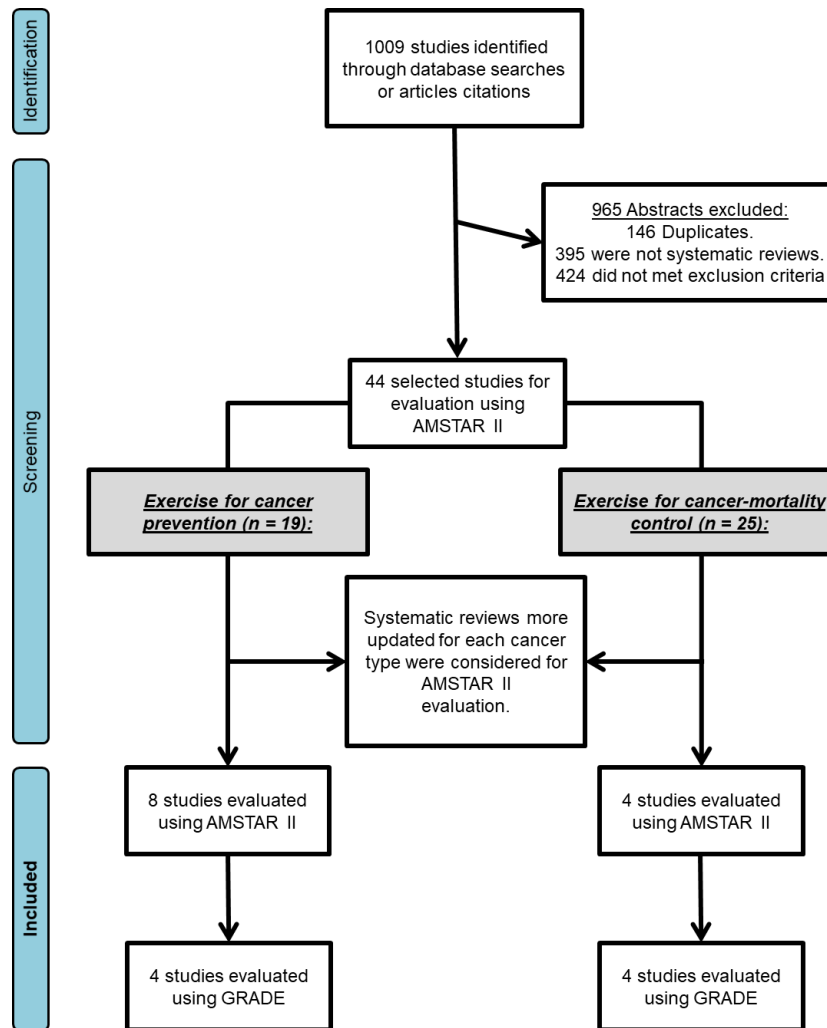 Identification
1009 studies identified
through database searches
or articles citations
965 Abstracts excluded:
146 Duplicates.
395 were not systematic reviews.
424 did not met exclusion criteria
Screening
44 selected studies for
evaluation using
AMSTAR II
Exercise for cancer
prevention (n = 19):
Exercise for cancer-mortality
control (n = 25):
Systematic reviews more
updated for each cancer
type were considered for
AMSTAR II
evaluation.
Included
8 studies evaluated
using AMSTAR II
4 studies evaluated
using AMSTAR II
4 studies evaluated
using GRADE
4 studies evaluated
using GRADE